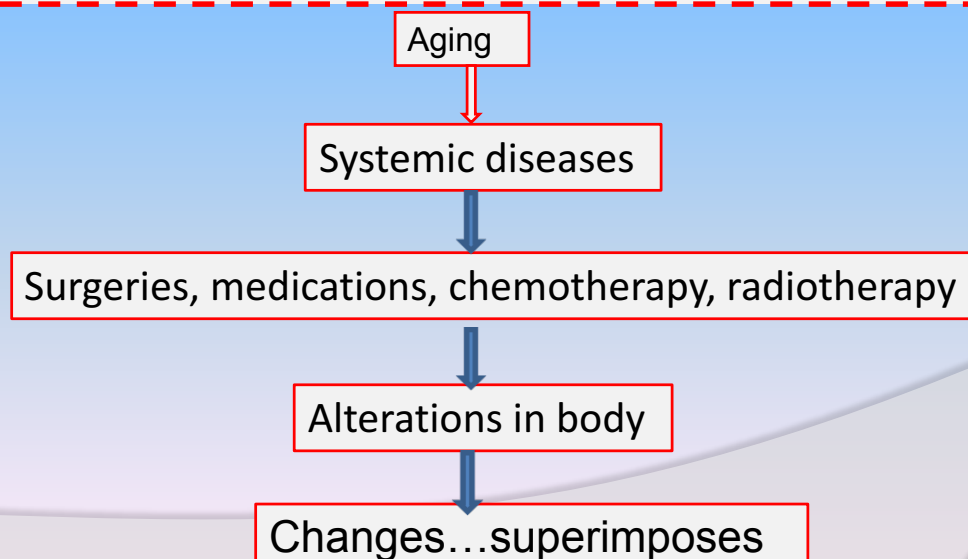 Aging
Systemic diseases
Surgeries, medications, chemotherapy, radiotherapy
Alterations in body
Changes…superimposes